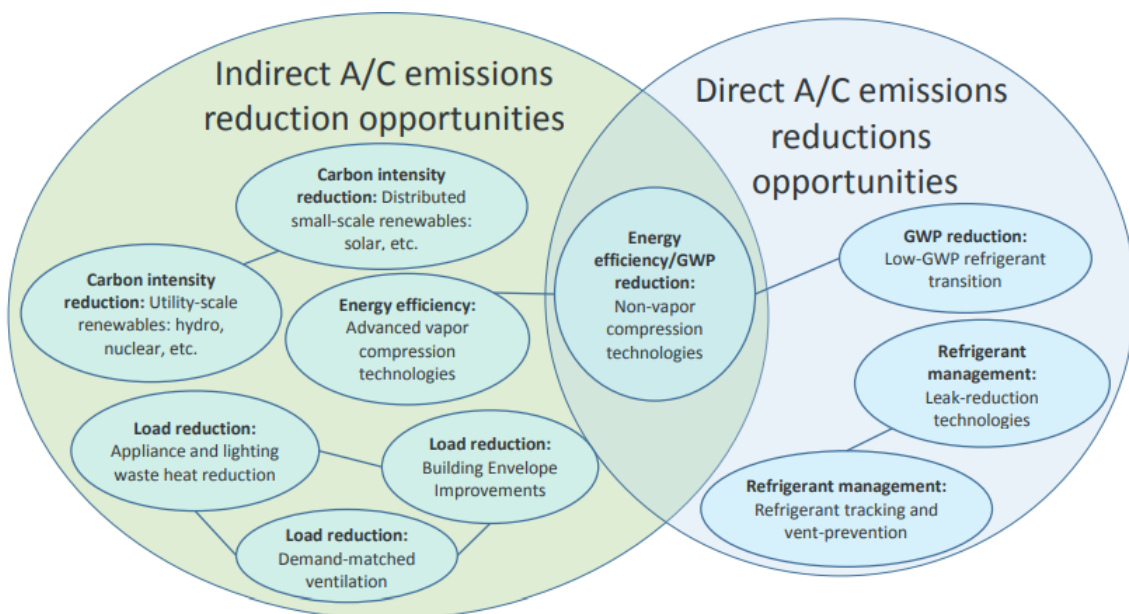 Indirect A/C emissions
reduction opportunities
Direct A/C emissions
reductions
opportunities
Carbon intensity
reduction: Distributed
small-scale renewables:
solar, etc.
Carbon intensity
reduction: Utility-scale
renewables: hydro,
nuclear, etc.
Energy efficiency:
Advanced vapor
compression
technologies
Energy
efficiency/GWP
reduction:
Non-vapor
compression
technologies
GWP reduction:
Low-GWP refrigerant
transition
Refrigerant
management:
Leak-reduction
technologies
Refrigerant management:
Refrigerant tracking and
vent-prevention
Load reduction:
Appliance and lighting
waste heat reduction
Load reduction:
Building Envelope
Improvements
Load reduction:
Demand-matched
ventilation